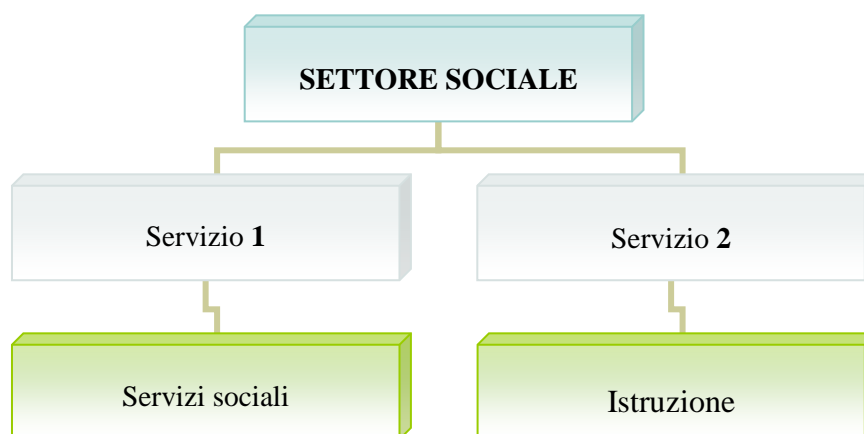 SETTORE SOCIALE
Servizio 1
Servizio 2
Servizi sociali
Istruzione